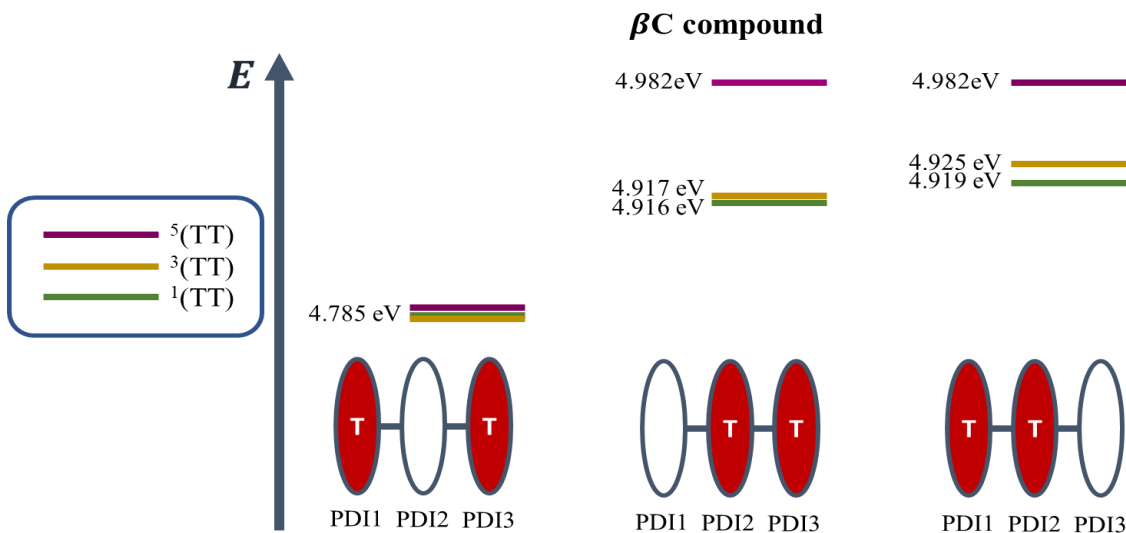 βC compound
E
4.982eV
4.982eV
4.925 eV
4.917 eV
4.919 eV
4.916 eV
⁵(TT)
³(TT)
¹(TT)
4.785 eV
T T
T T
T T
PDI1 PDI2 PDI3
PDI1 PDI2 PDI3
PDI1 PDI2 PDI3